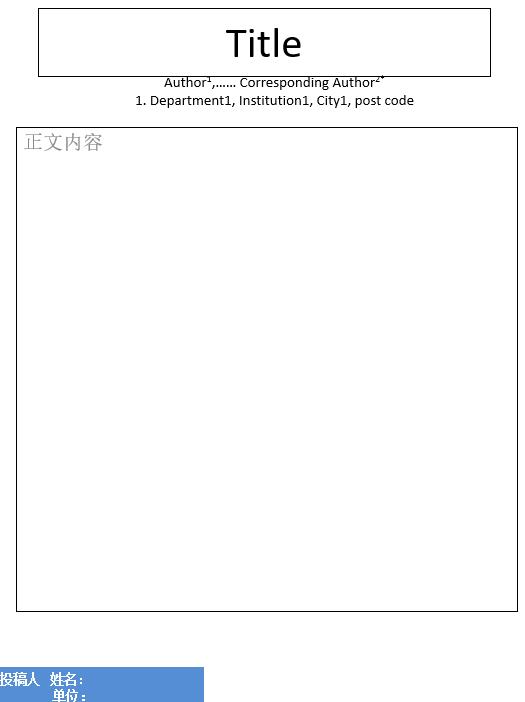 Title
Author¹,...... Corresponding Author²*
1. Department1, Institution1, City1, post code
正文内容
投稿人 姓名:
单位: